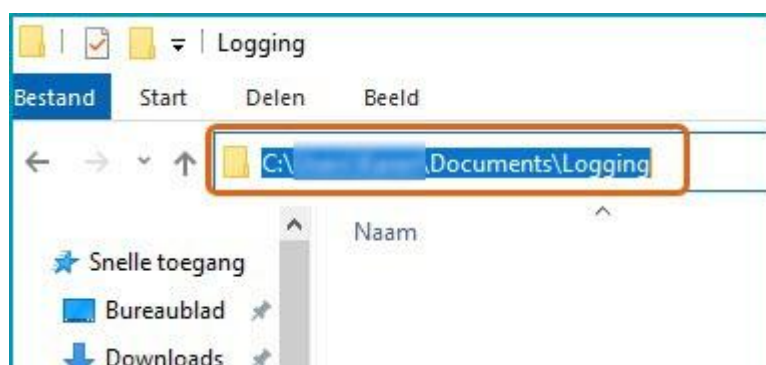 Logging
Bestand Start Delen Beeld
C:\ \Documents\Logging
Naam
Snelle toegang
Bureaublad
Downloads